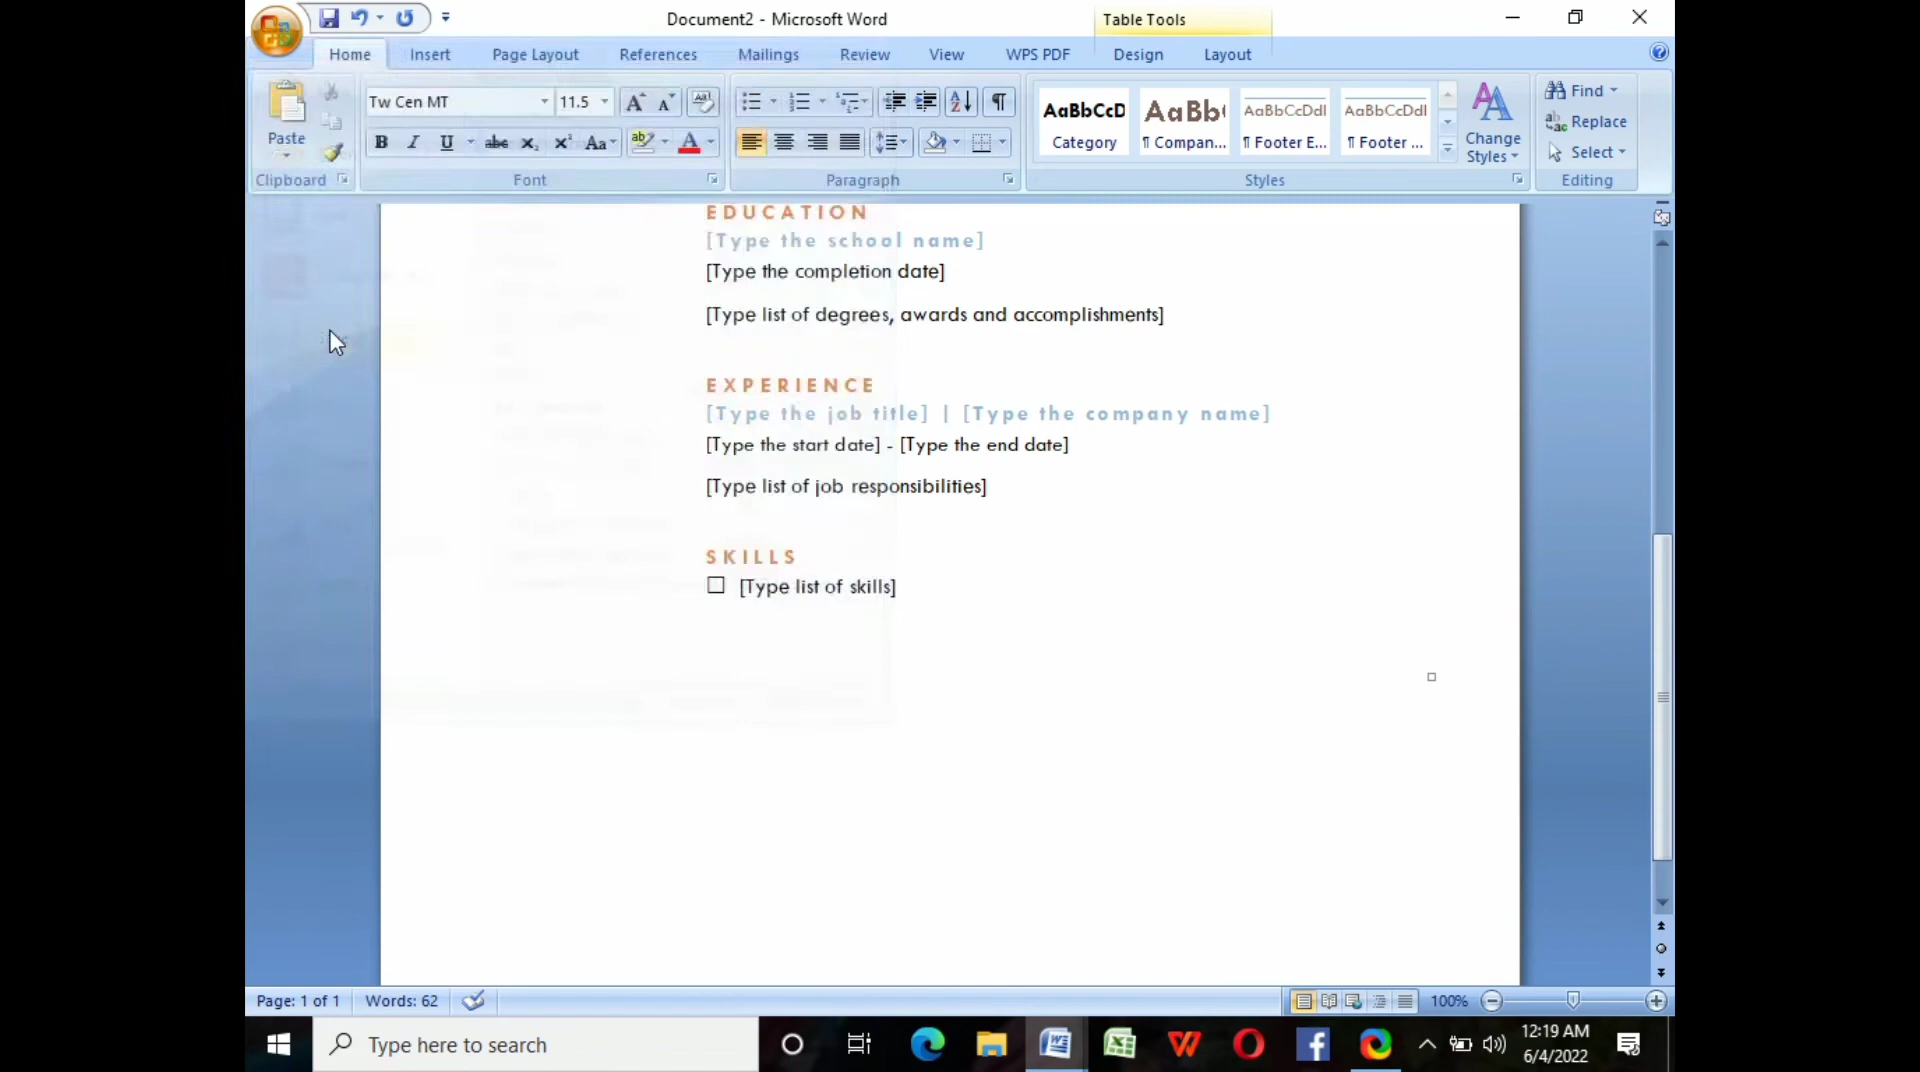 Document2 - Microsoft Word
Table Tools
Home
Insert
Page Layout
References
Mailings
Review
View
WPS PDF
Design
Layout
Paste
Clipboard
Tw Cen MT
11.5
Font
Paragraph
AaBbCcD
Category
AaBb(
¶ Compan...
AaBbCcDdI
¶ Footer E...
AaBbCcDdI
¶ Footer ...
Change
Styles
Styles
Find
Replace
Select
Editing
EDUCATION
[Type the school name]
[Type the completion date]
[Type list of degrees, awards and accomplishments]
EXPERIENCE
[Type the job title] | [Type the company name]
[Type the start date] - [Type the end date]
[Type list of job responsibilities]
SKILLS
[Type list of skills]
Page: 1 of 1
Words: 62
100%
Type here to search
12:19 AM
6/4/2022